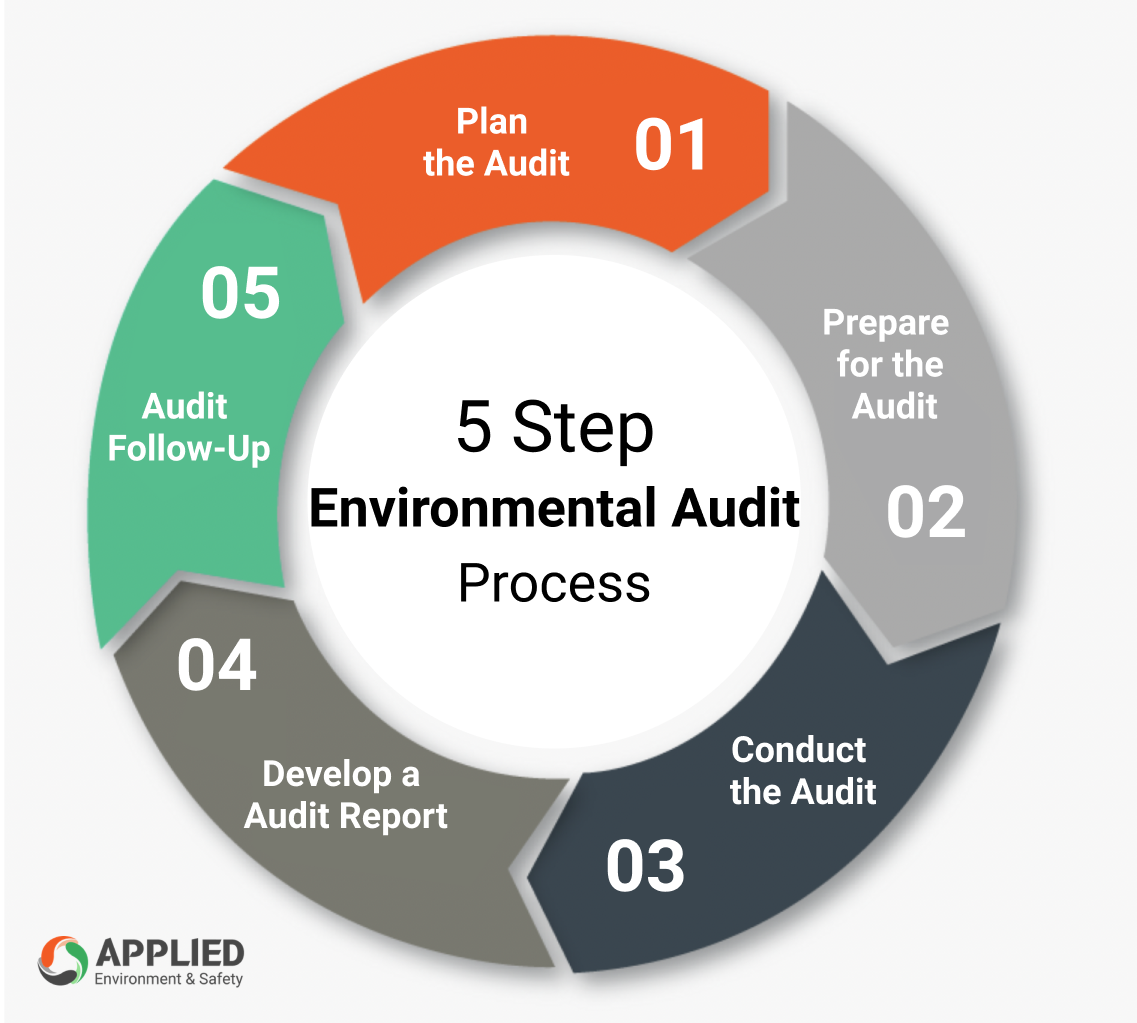 Plan
the Audit
01
Prepare
for the
Audit
02
Conduct
the Audit
03
04
Develop a
Audit Report
05
Audit
Follow-Up
5 Step
Environmental Audit
Process
APPLIED
Environment & Safety